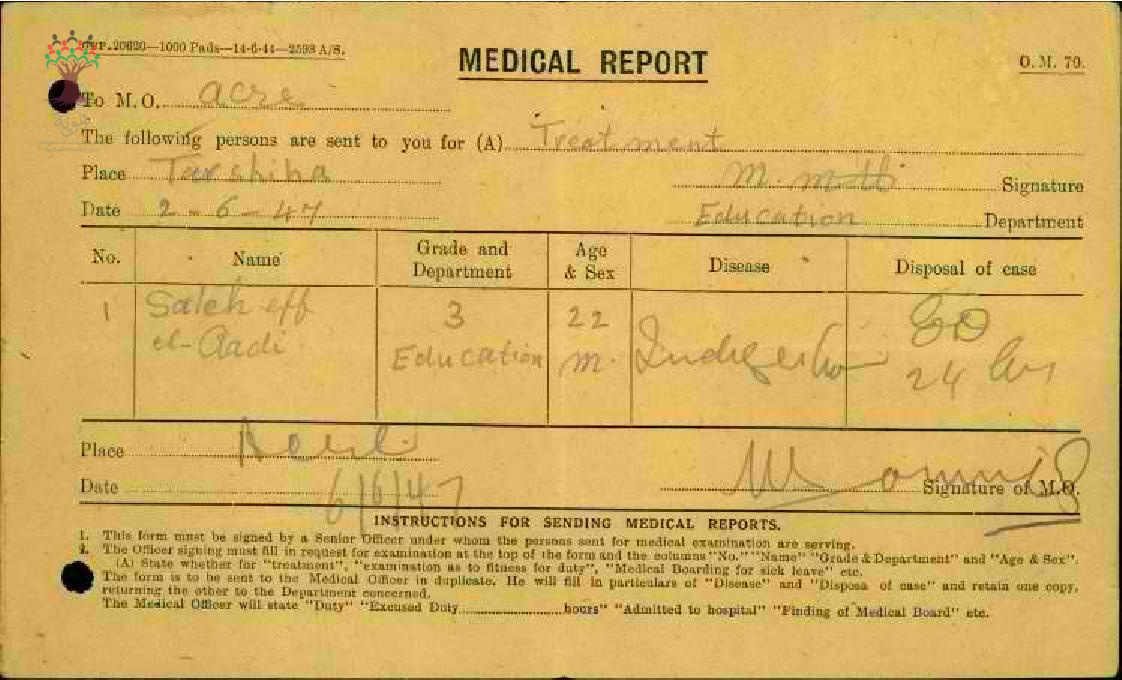 20620—1000 Pads—14-6-44—2593 A/S.
MEDICAL REPORT
O. M. 70.
To M. O. acre
The following persons are sent to you for (A) Treatment
Place Tarshiha
M. Signature
Date 2-6-47
Education Department
No. Name Grade and Department Age & Sex Disease Disposal of case
1 Saleh eff el-Aadi 3 Education 22 m. Indigestion ED 24 hrs
Place
Date 6/6/47 Signature of M.O.
INSTRUCTIONS FOR SENDING MEDICAL REPORTS.
1. This form must be signed by a Senior Officer under whom the persons sent for medical examination are serving.
The Officer signing must fill in request for examination at the top of the form and the columns "No." "Name" "Grade & Department" and "Age & Sex".
(A) State whether for "treatment", "examination as to fitness for duty", "Medical Boarding for sick leave" etc.
The form is to be sent to the Medical Officer in duplicate. He will fill in particulars of "Disease" and "Disposa of case" and retain one copy,
returning the other to the Department concerned.
The Medical Officer will state "Duty" "Excused Duty hours" "Admitted to hospital" "Finding of Medical Board" etc.